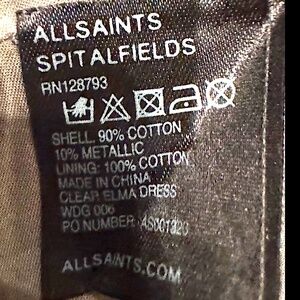 ALLSAINTS
SPITALFIELDS
RN128793
SHELL. 90% COTTON
10% METALLIC
LINING: 100% COTTON
MADE IN CHINA
CLEAR ELMA DRESS
WDG 006
PO NUMBER
ALLSAINTS.COM